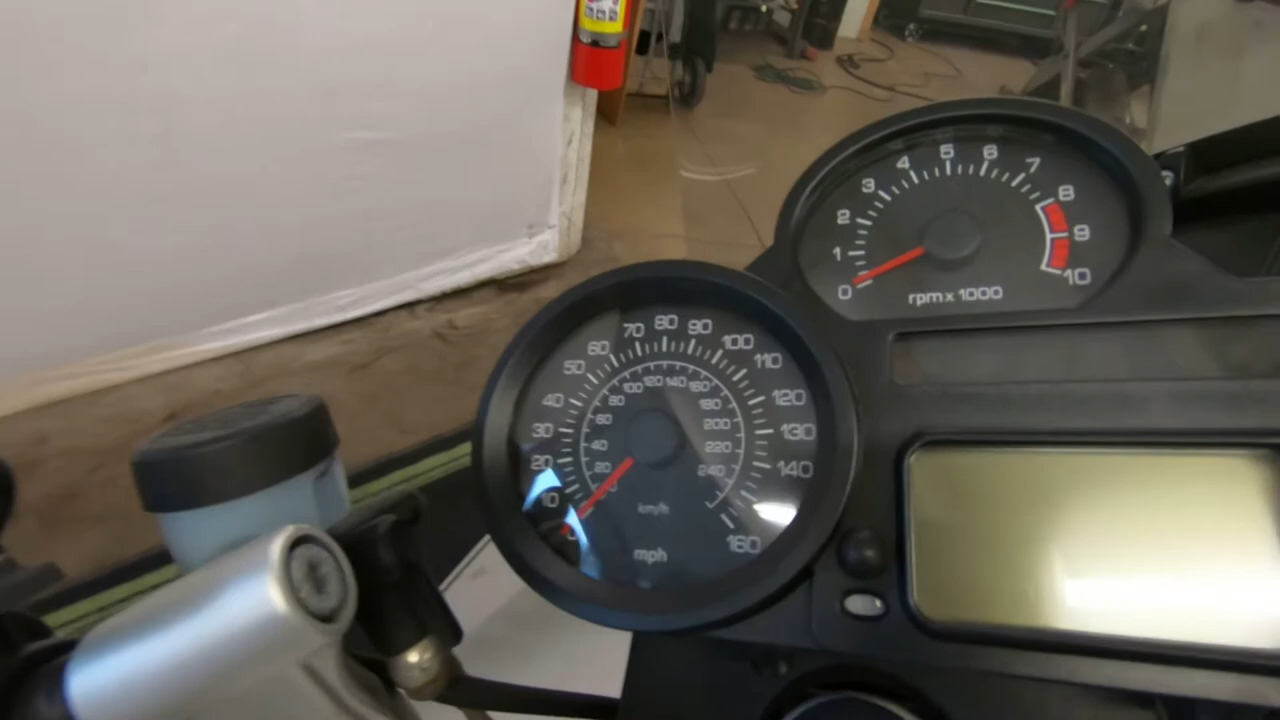 0 1 2 3 4 5 6 7 8 9 10
rpm x 1000
10 20 30 40 50 60 70 80 90 100 110 120 130 140 160
20 40 60 80 100 120 140 160 180 200 220 240
km/h
mph